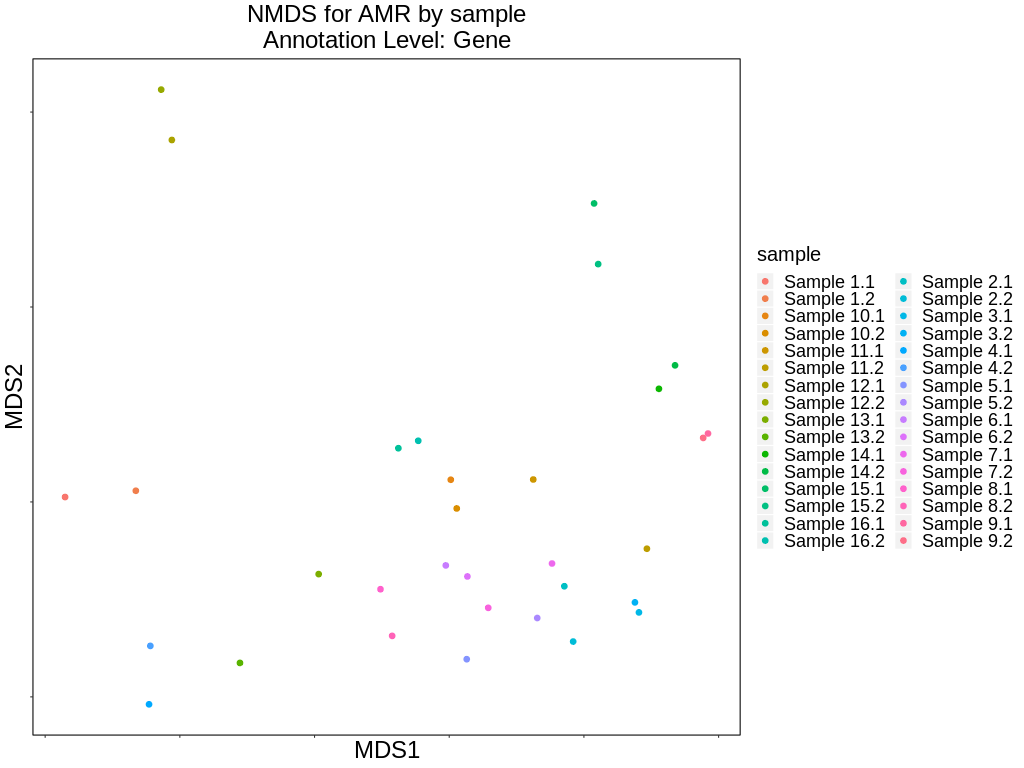 NMDS for AMR by sample
Annotation Level: Gene
MDS2
MDS1
sample
Sample 1.1
Sample 1.2
Sample 10.1
Sample 10.2
Sample 11.1
Sample 11.2
Sample 12.1
Sample 12.2
Sample 13.1
Sample 13.2
Sample 14.1
Sample 14.2
Sample 15.1
Sample 15.2
Sample 16.1
Sample 16.2
Sample 2.1
Sample 2.2
Sample 3.1
Sample 3.2
Sample 4.1
Sample 4.2
Sample 5.1
Sample 5.2
Sample 6.1
Sample 6.2
Sample 7.1
Sample 7.2
Sample 8.1
Sample 8.2
Sample 9.1
Sample 9.2